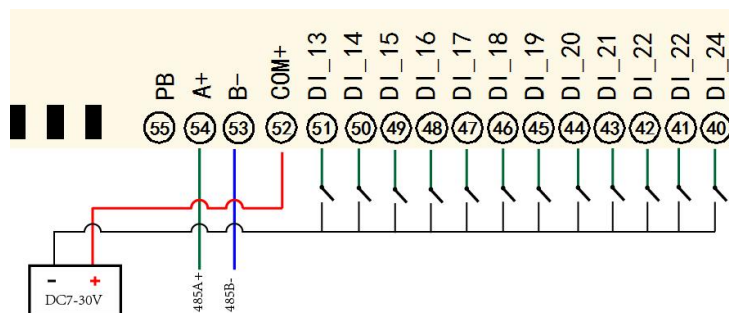 PB
A+
B-
COM+
DI_13
DI_14
DI_15
DI_16
DI_17
DI_18
DI_19
DI_20
DI_21
DI_22
DI_22
DI_24
55
54
53
52
51
50
49
48
47
46
45
44
43
42
41
40
- +
DC7-30V
485A+
485B-